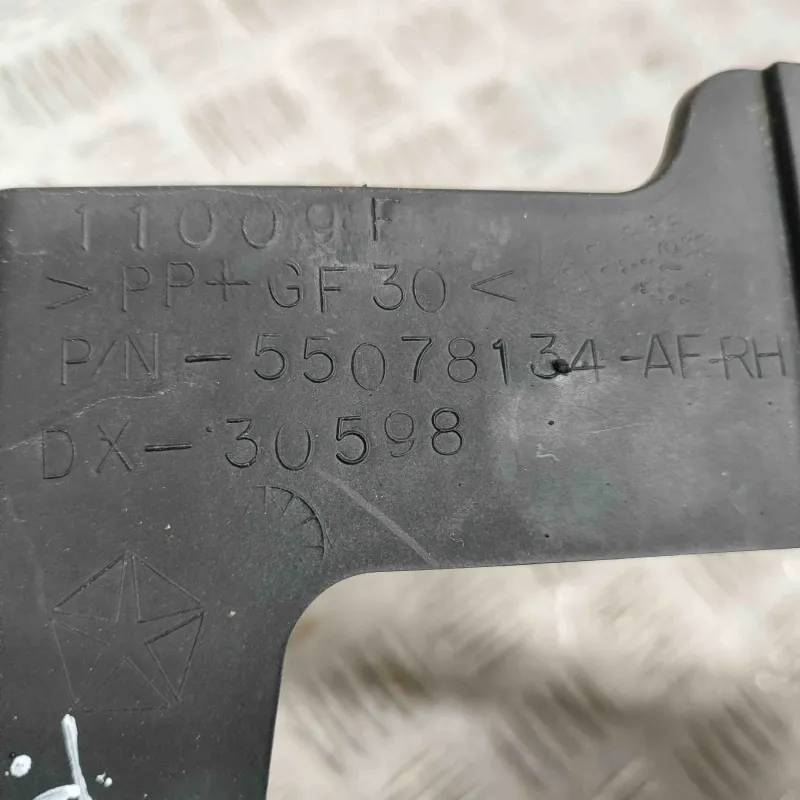 11009F
>PP+GF30<
P/N-55078134-AF-RH
DX-30598